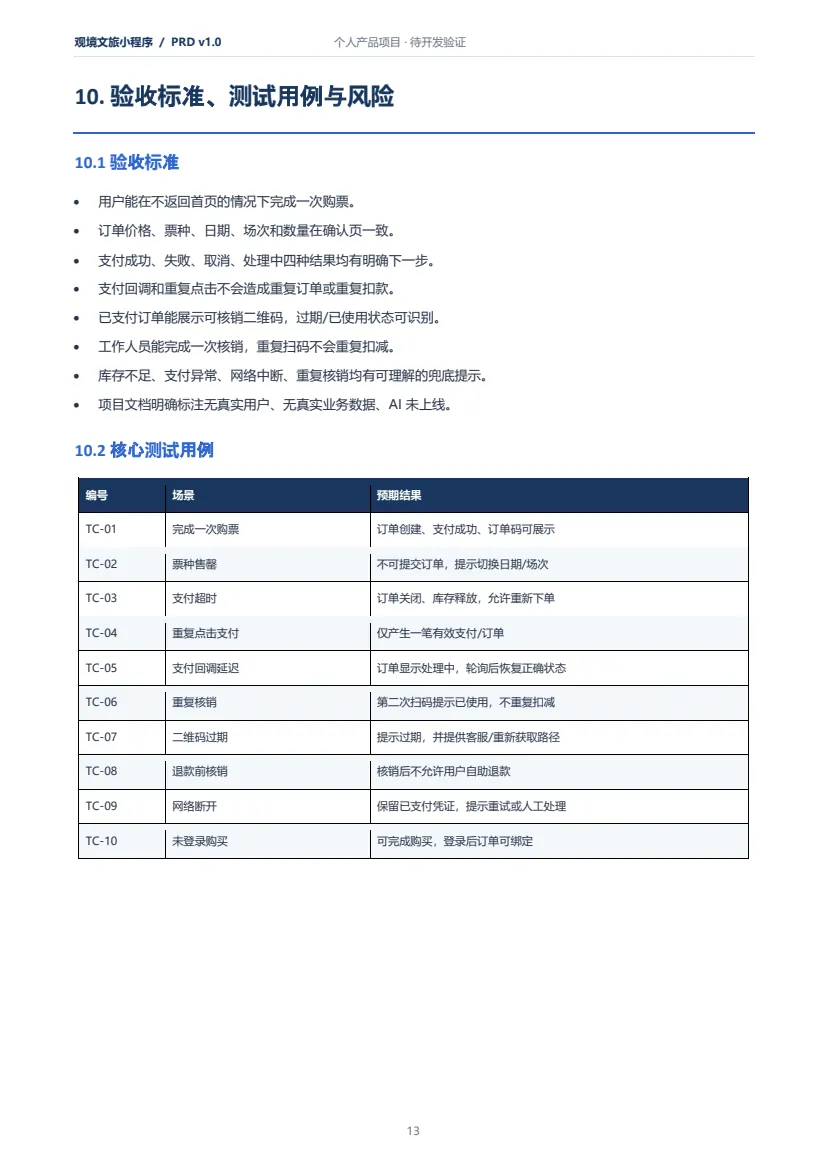 观境文旅小程序 / PRD v1.0 个人产品项目 · 待开发验证
10. 验收标准、测试用例与风险
10.1 验收标准
• 用户能在不返回首页的情况下完成一次购票。
• 订单价格、票种、日期、场次和数量在确认页一致。
• 支付成功、失败、取消、处理中四种结果均有明确下一步。
• 支付回调和重复点击不会造成重复订单或重复扣款。
• 已支付订单能展示可核销二维码，过期/已使用状态可识别。
• 工作人员能完成一次核销，重复扫码不会重复扣减。
• 库存不足、支付异常、网络中断、重复核销均有可理解的兜底提示。
• 项目文档明确标注无真实用户、无真实业务数据、AI 未上线。
10.2 核心测试用例
编号 场景 预期结果
TC-01 完成一次购票 订单创建、支付成功、订单码可展示
TC-02 票种售罄 不可提交订单，提示切换日期/场次
TC-03 支付超时 订单关闭、库存释放，允许重新下单
TC-04 重复点击支付 仅产生一笔有效支付/订单
TC-05 支付回调延迟 订单显示处理中，轮询后恢复正确状态
TC-06 重复核销 第二次扫码提示已使用，不重复扣减
TC-07 二维码过期 提示过期，并提供客服/重新获取路径
TC-08 退款前核销 核销后不允许用户自助退款
TC-09 网络断开 保留已支付凭证，提示重试或人工处理
TC-10 未登录购买 可完成购买，登录后订单可绑定
13